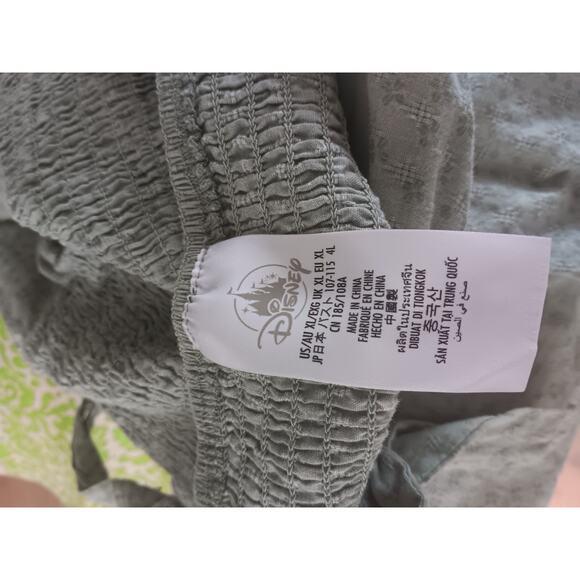 Disney
US/AU XL/EXG UK XL EU XL
JP日本 バスト 107-115 4L
CN 185/108A
MADE IN CHINA
FABRIQUÉ EN CHINE
HECHO EN CHINA
中國製
ผลิตในประเทศจีน
DIBUAT DI TIONGKOK
중국산
SẢN XUẤT TẠI TRUNG QUỐC
صنع في الصين